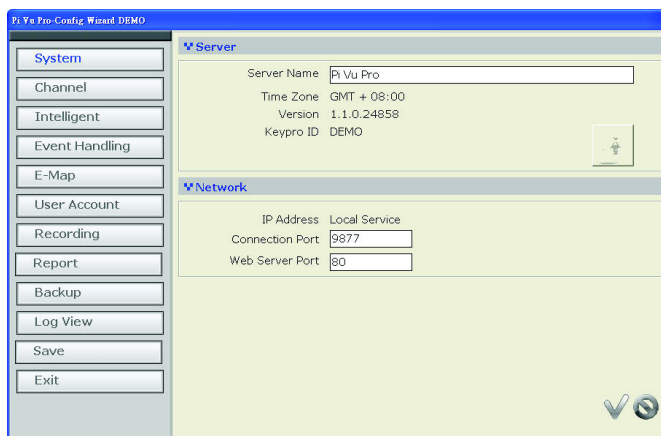 Pi Vu Pro-Config Wizard DEMO
System
Channel
Intelligent
Event Handling
E-Map
User Account
Recording
Report
Backup
Log View
Save
Exit
Server
Server Name Pi Vu Pro
Time Zone GMT + 08:00
Version 1.1.0.24858
Keypro ID DEMO
Network
IP Address Local Service
Connection Port 9877
Web Server Port 80